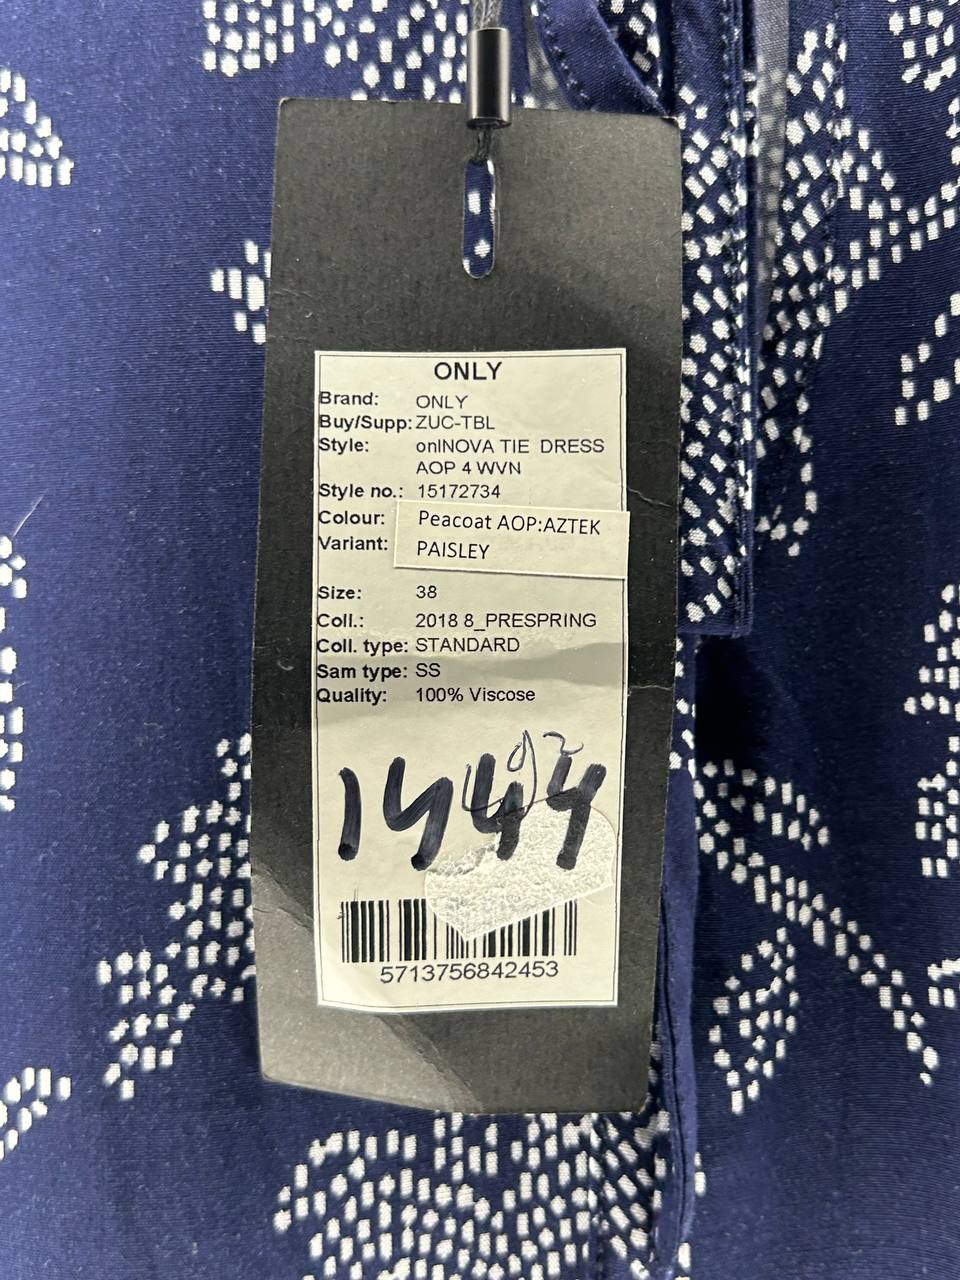 ONLY
Brand: ONLY
Buy/Supp: ZUC-TBL
Style: onlNOVA TIE DRESS
AOP 4 WVN
Style no.: 15172734
Colour: Peacoat AOP:AZTEK
Variant: PAISLEY
Size: 38
Coll.: 2018 8_PRESPRING
Coll. type: STANDARD
Sam type: SS
Quality: 100% Viscose
1444
5713756842453